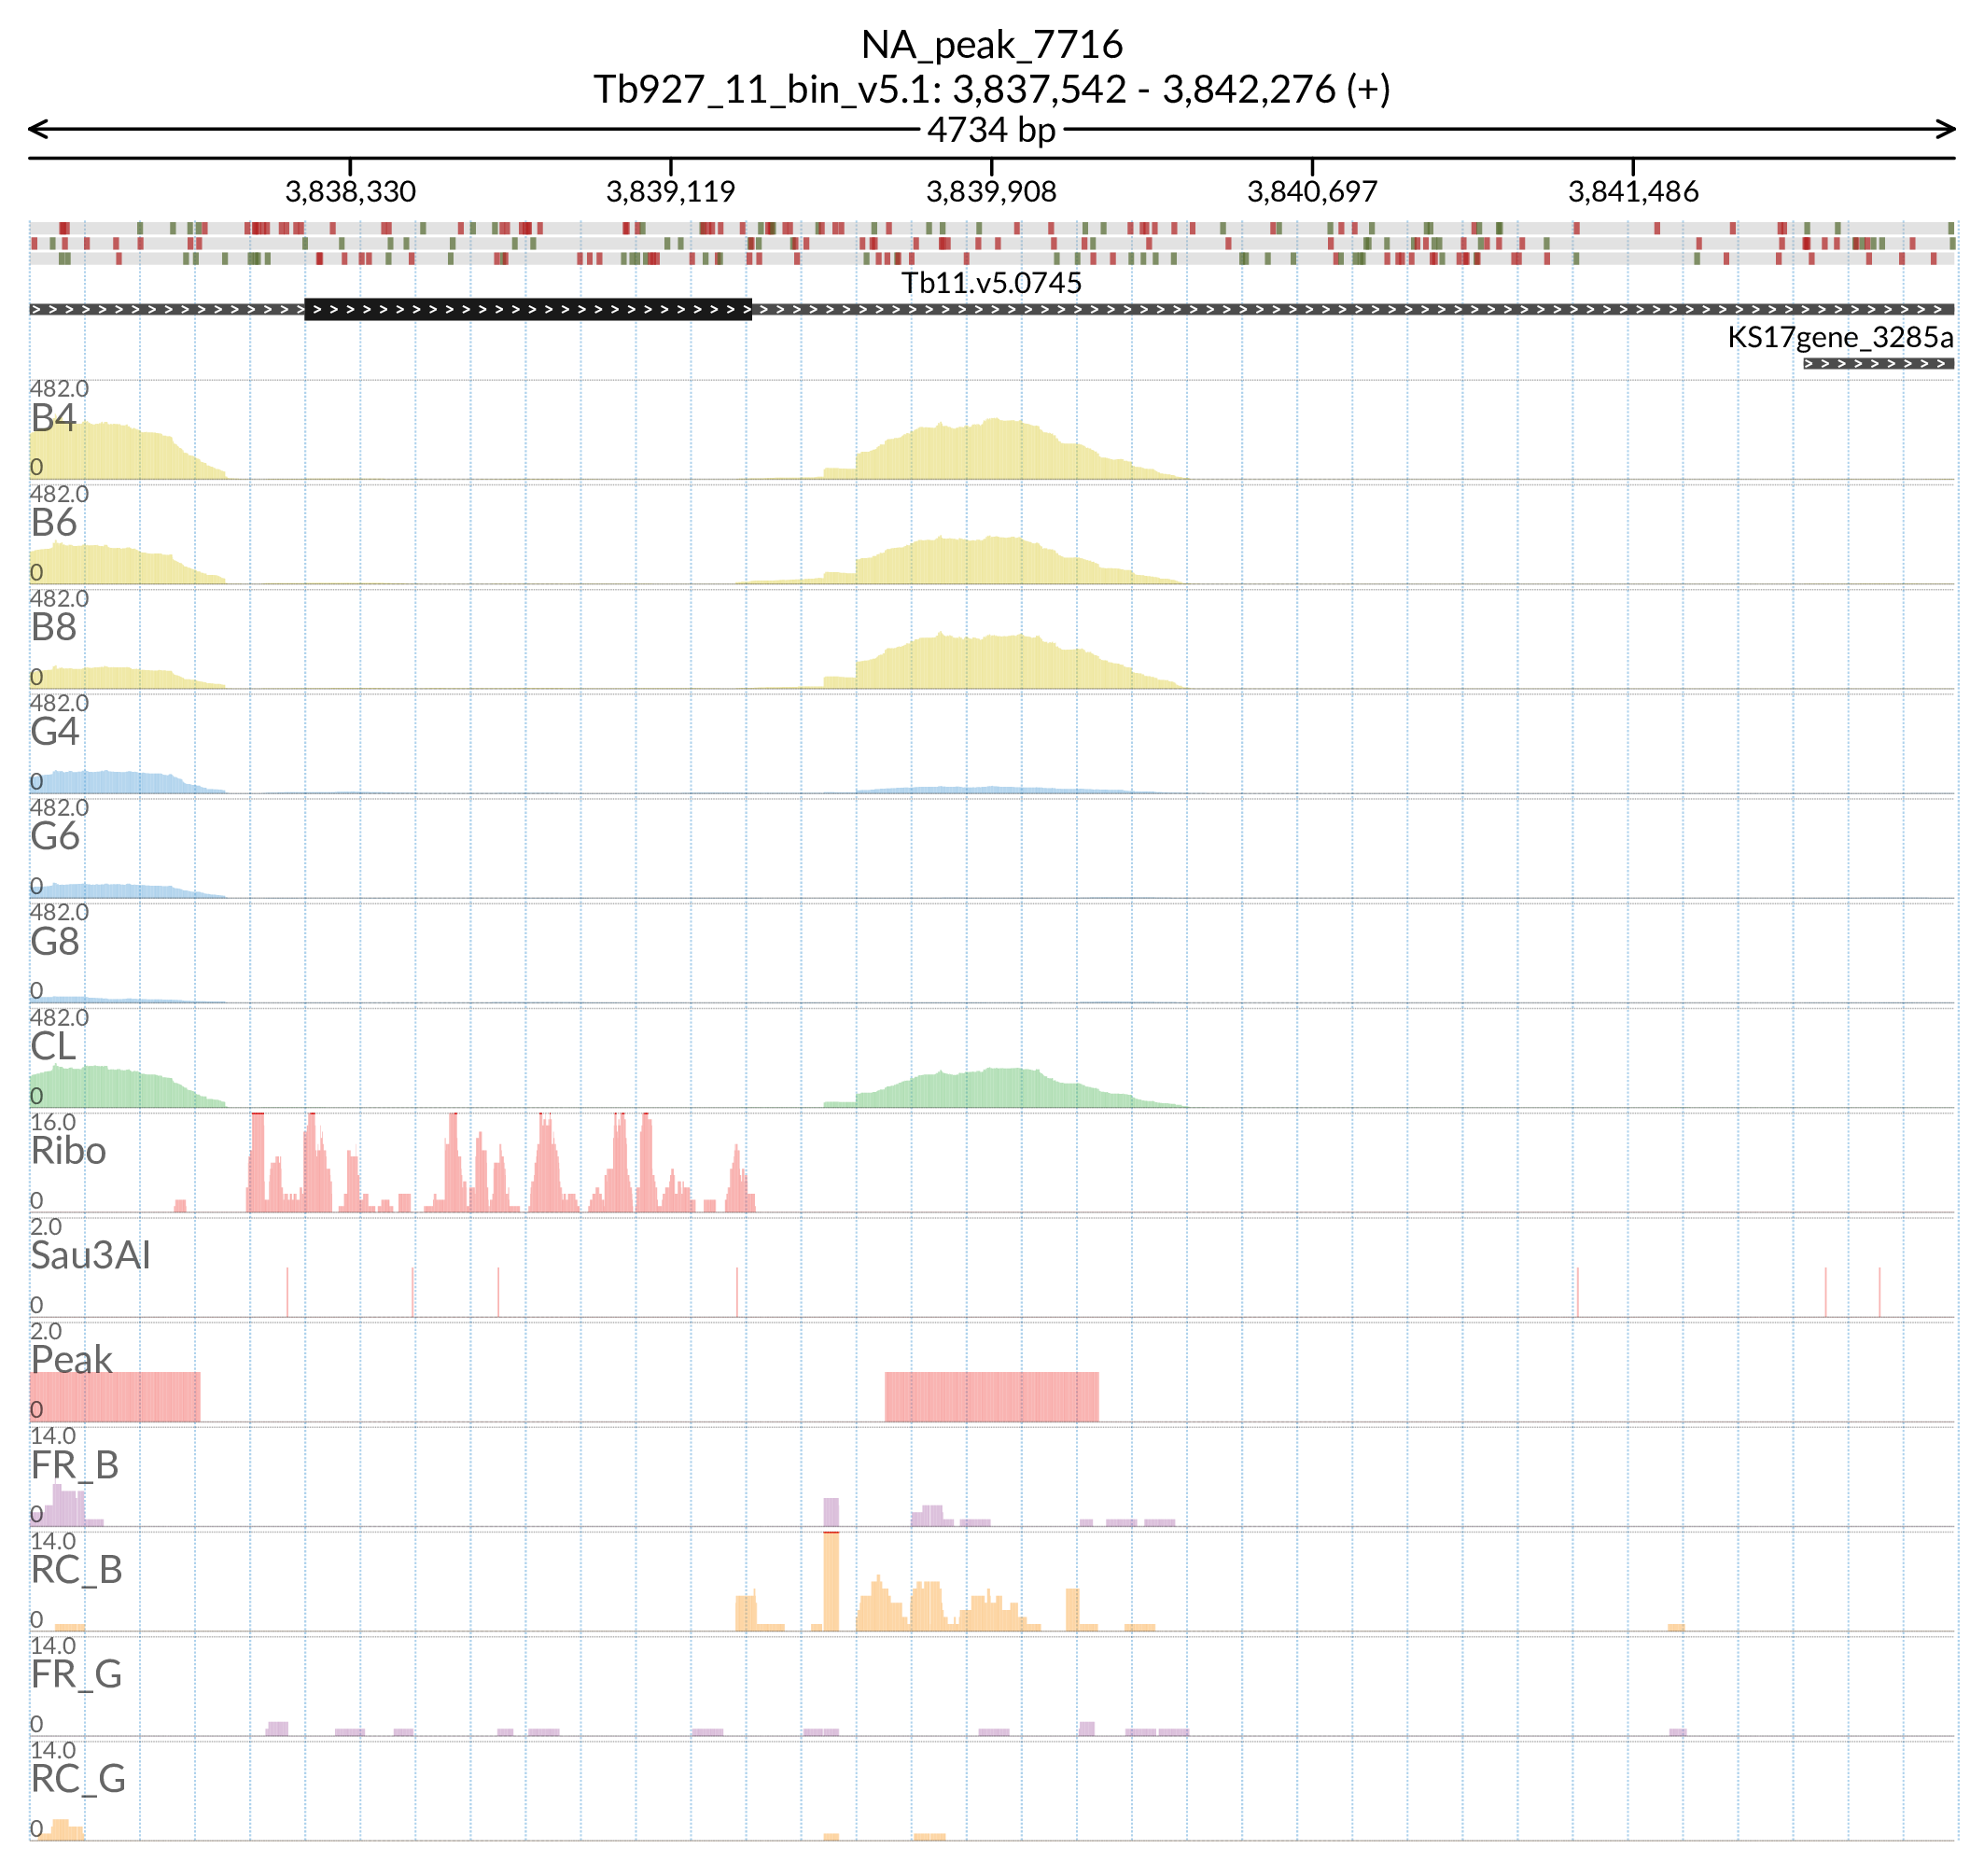 NA_peak_7716
Tb927_11_bin_v5.1: 3,837,542 - 3,842,276 (+)
4734 bp
3,838,330 3,839,119 3,839,908 3,840,697 3,841,486
Tb11.v5.0745
KS17gene_3285a
482.0
B4
0
482.0
B6
0
482.0
B8
0
482.0
G4
0
482.0
G6
0
482.0
G8
0
482.0
CL
0
16.0
Ribo
0
2.0
Sau3AI
0
2.0
Peak
0
14.0
FR_B
0
14.0
RC_B
0
14.0
FR_G
0
14.0
RC_G
0